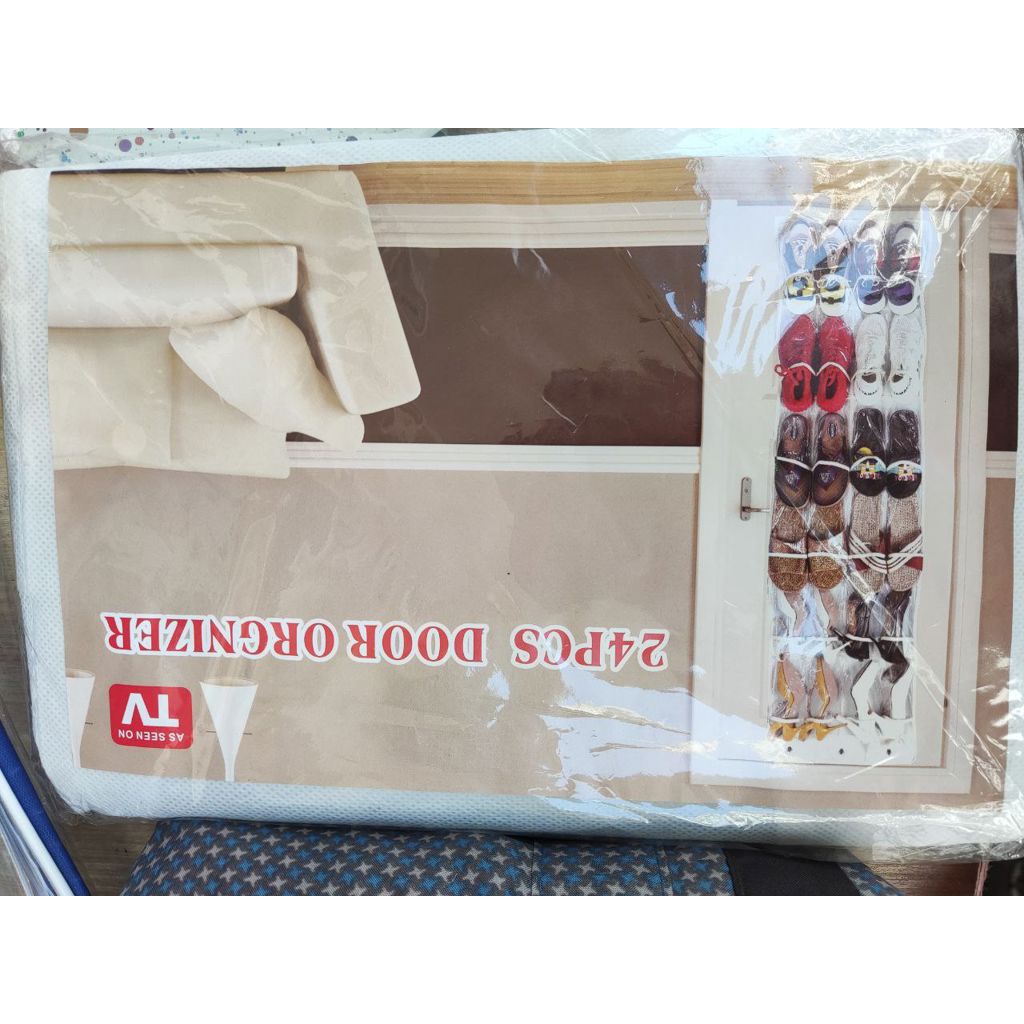 24PCS DOOR ORGNIZER
AS SEEN ON
TV